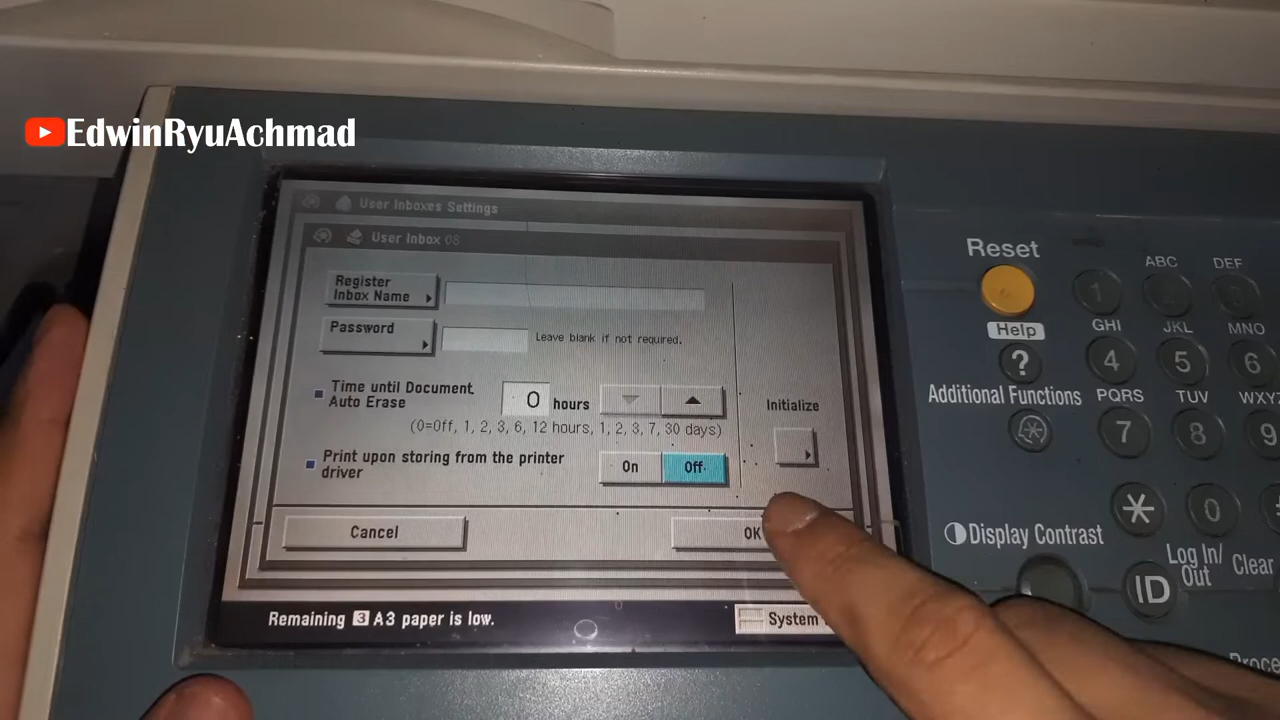 EdwinRyuAchmad
User Inboxes Settings
User Inbox 08
Register
Inbox Name
Password
Leave blank if not required.
Time until Document
Auto Erase
0
hours
(0=Off, 1, 2, 3, 6, 12 hours, 1, 2, 3, 7, 30 days)
Initialize
Print upon storing from the printer
driver
On
Off
Cancel
OK
Remaining 3 A3 paper is low.
System
Reset
Help
?
Additional Functions
Display Contrast
ABC
DEF
1
2
3
GHI
JKL
MNO
4
5
6
PQRS
TUV
WXYZ
7
8
9
0
Log In/
Out
Clear
ID